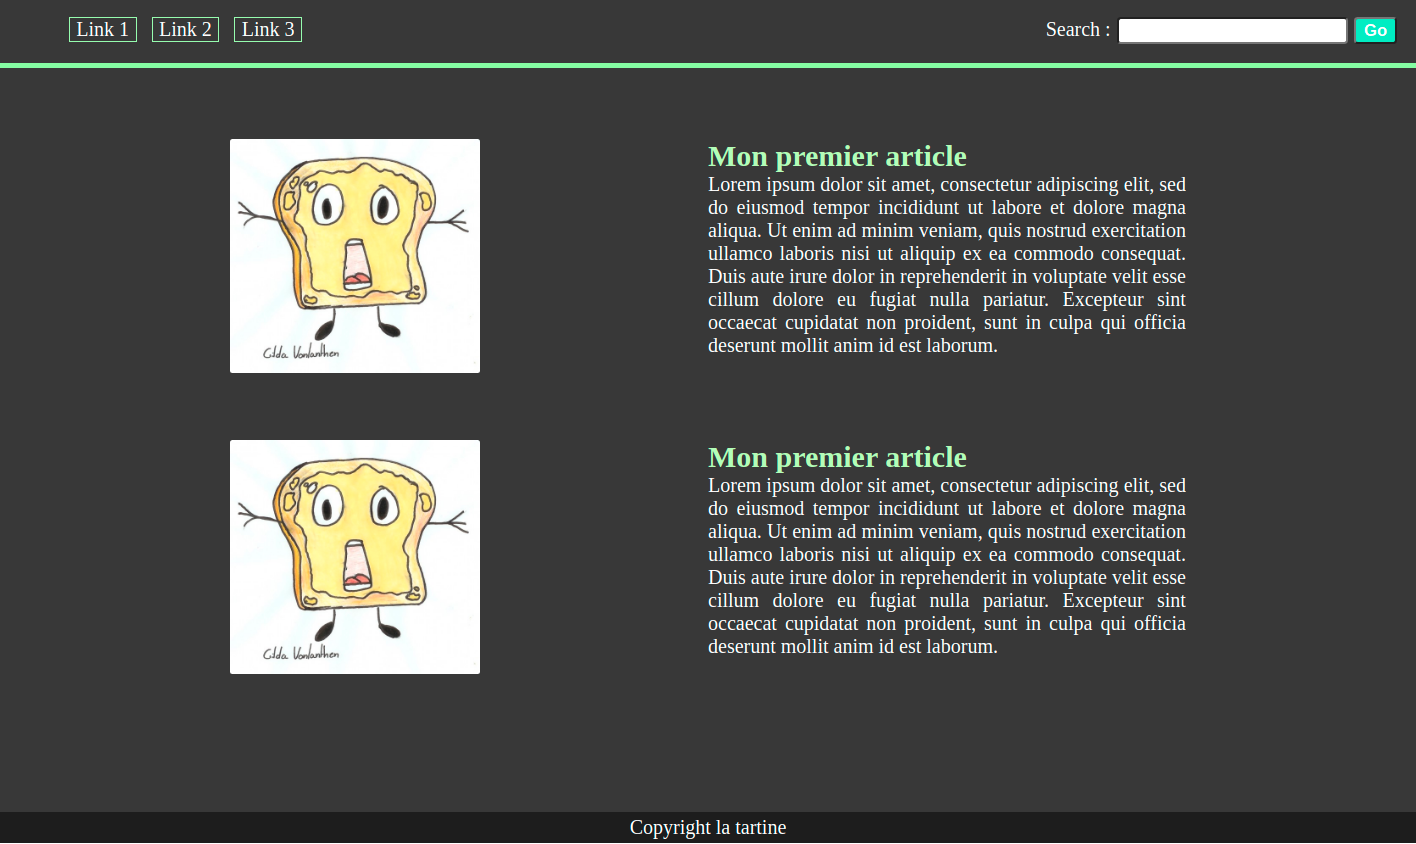 Link 1 Link 2 Link 3 Search : Go
Mon premier article
Lorem ipsum dolor sit amet, consectetur adipiscing elit, sed
do eiusmod tempor incididunt ut labore et dolore magna
aliqua. Ut enim ad minim veniam, quis nostrud exercitation
ullamco laboris nisi ut aliquip ex ea commodo consequat.
Duis aute irure dolor in reprehenderit in voluptate velit esse
cillum dolore eu fugiat nulla pariatur. Excepteur sint
occaecat cupidatat non proident, sunt in culpa qui officia
deserunt mollit anim id est laborum.
Vonlanthen
Mon premier article
Lorem ipsum dolor sit amet, consectetur adipiscing elit, sed
do eiusmod tempor incididunt ut labore et dolore magna
aliqua. Ut enim ad minim veniam, quis nostrud exercitation
ullamco laboris nisi ut aliquip ex ea commodo consequat.
Duis aute irure dolor in reprehenderit in voluptate velit esse
cillum dolore eu fugiat nulla pariatur. Excepteur sint
occaecat cupidatat non proident, sunt in culpa qui officia
deserunt mollit anim id est laborum.
Vonlanthen
Copyright la tartine